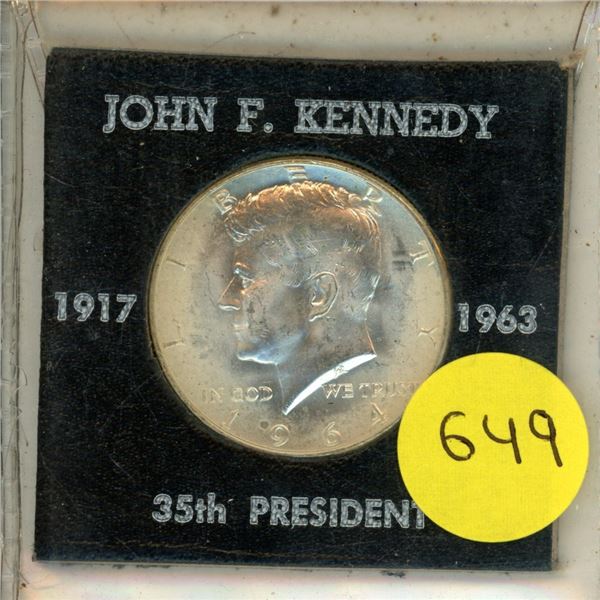 JOHN F. KENNEDY
LIBERTY
1917
1963
IN GOD WE TRUST
1964
649
35th PRESIDENT